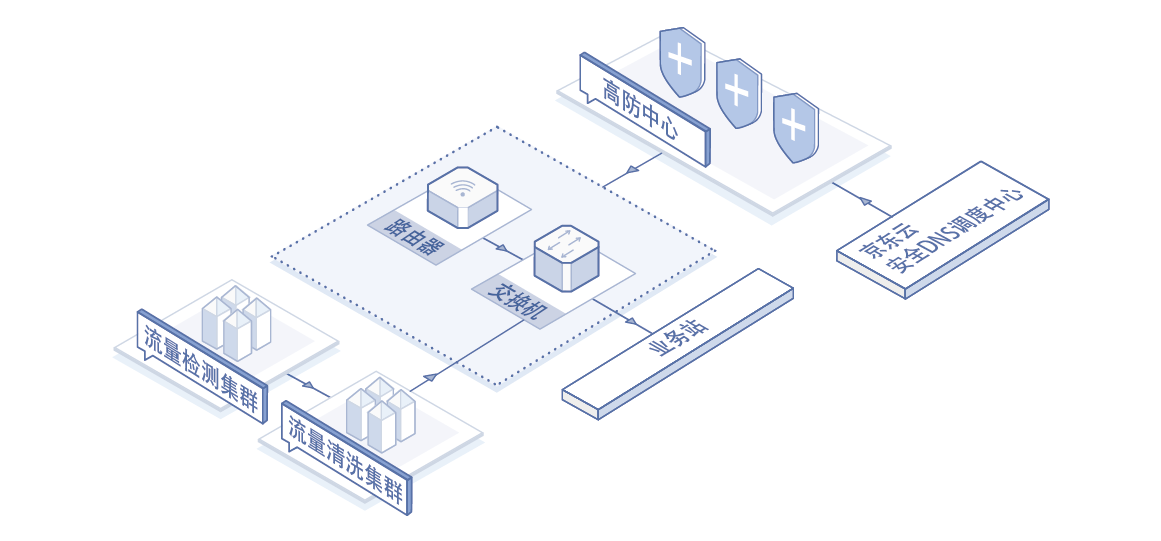 高防中心
京东云
安全DNS调度中心
路由器
交换机
业务站
流量检测集群
流量清洗集群